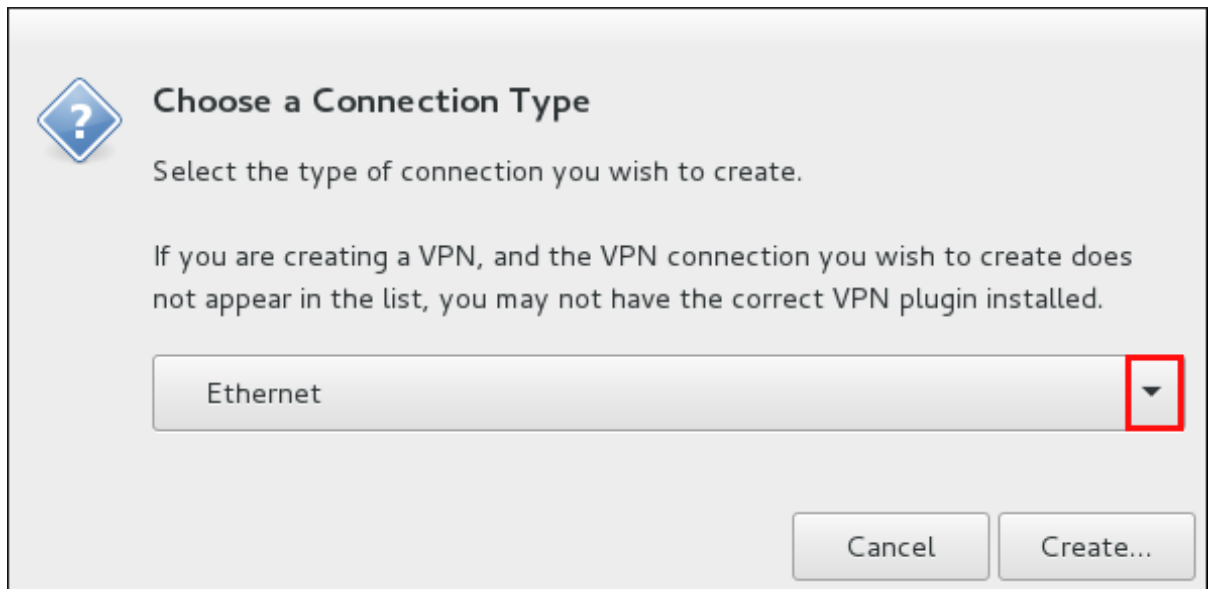 ?
Choose a Connection Type
Select the type of connection you wish to create.
If you are creating a VPN, and the VPN connection you wish to create does
not appear in the list, you may not have the correct VPN plugin installed.
Ethernet
Cancel
Create...